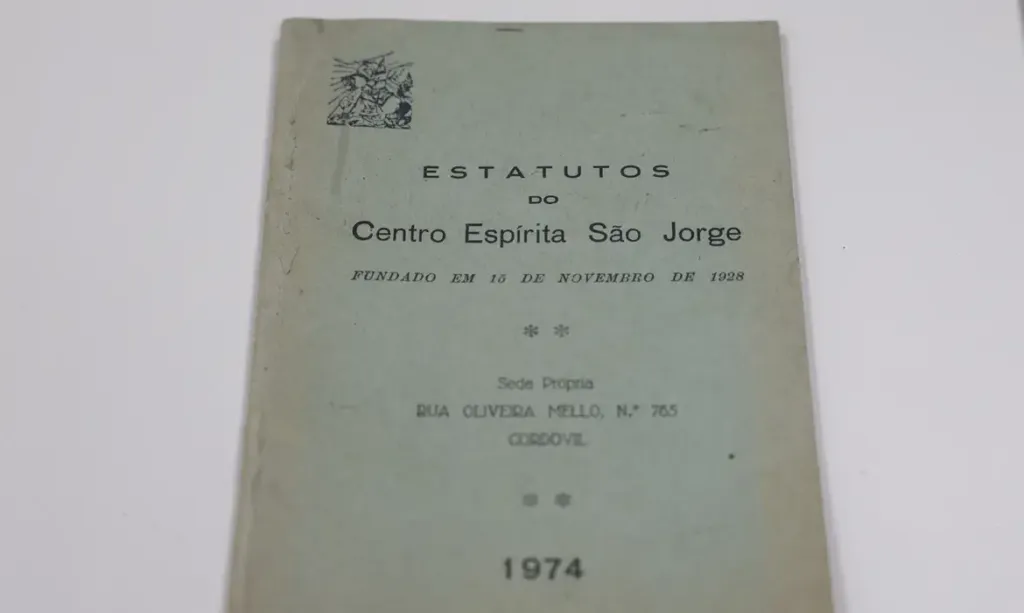 ESTATUTOS
DO
Centro Espírita São Jorge
FUNDADO EM 15 DE NOVEMBRO DE 1928
* *
Sede Própria
RUA OLIVEIRA MELLO, N.º 765
CORDOVIL
* *
1974